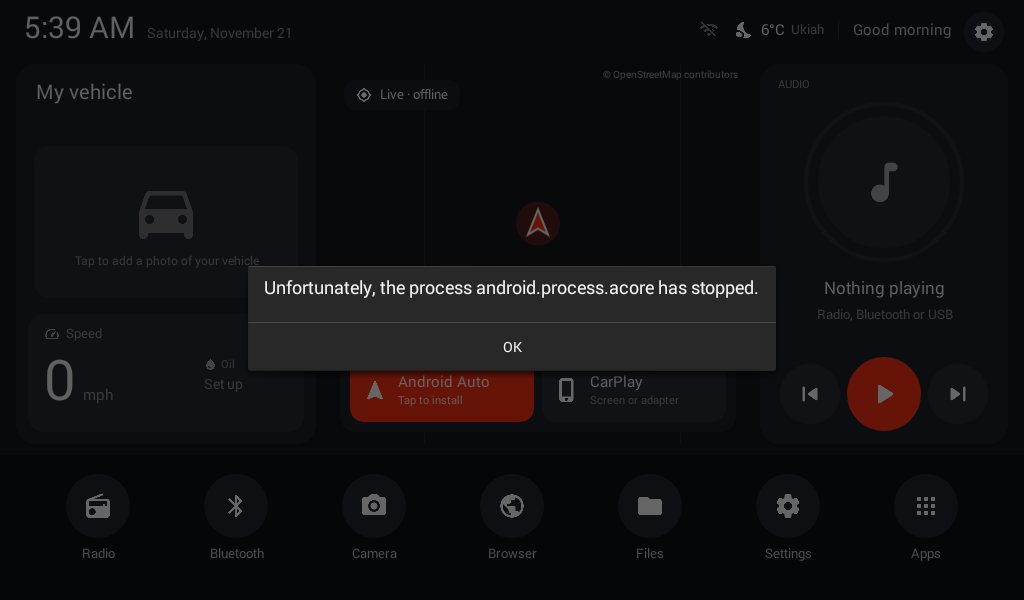 5:39 AM Saturday, November 21
6°C Ukiah Good morning
My vehicle
Tap to add a photo of your vehicle
Speed
0 mph
Oil
Set up
Live · offline
© OpenStreetMap contributors
Unfortunately, the process android.process.acore has stopped.
OK
Android Auto
Tap to install
CarPlay
Screen or adapter
AUDIO
Nothing playing
Radio, Bluetooth or USB
Radio
Bluetooth
Camera
Browser
Files
Settings
Apps